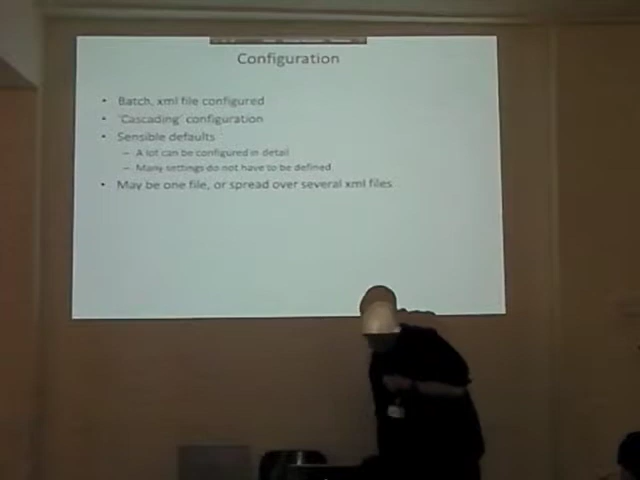 Configuration
• Batch, xml file configured
• 'Cascading' configuration
• Sensible defaults
– A lot can be configured in detail
– Many settings do not have to be defined
• May be one file, or spread over several xml files